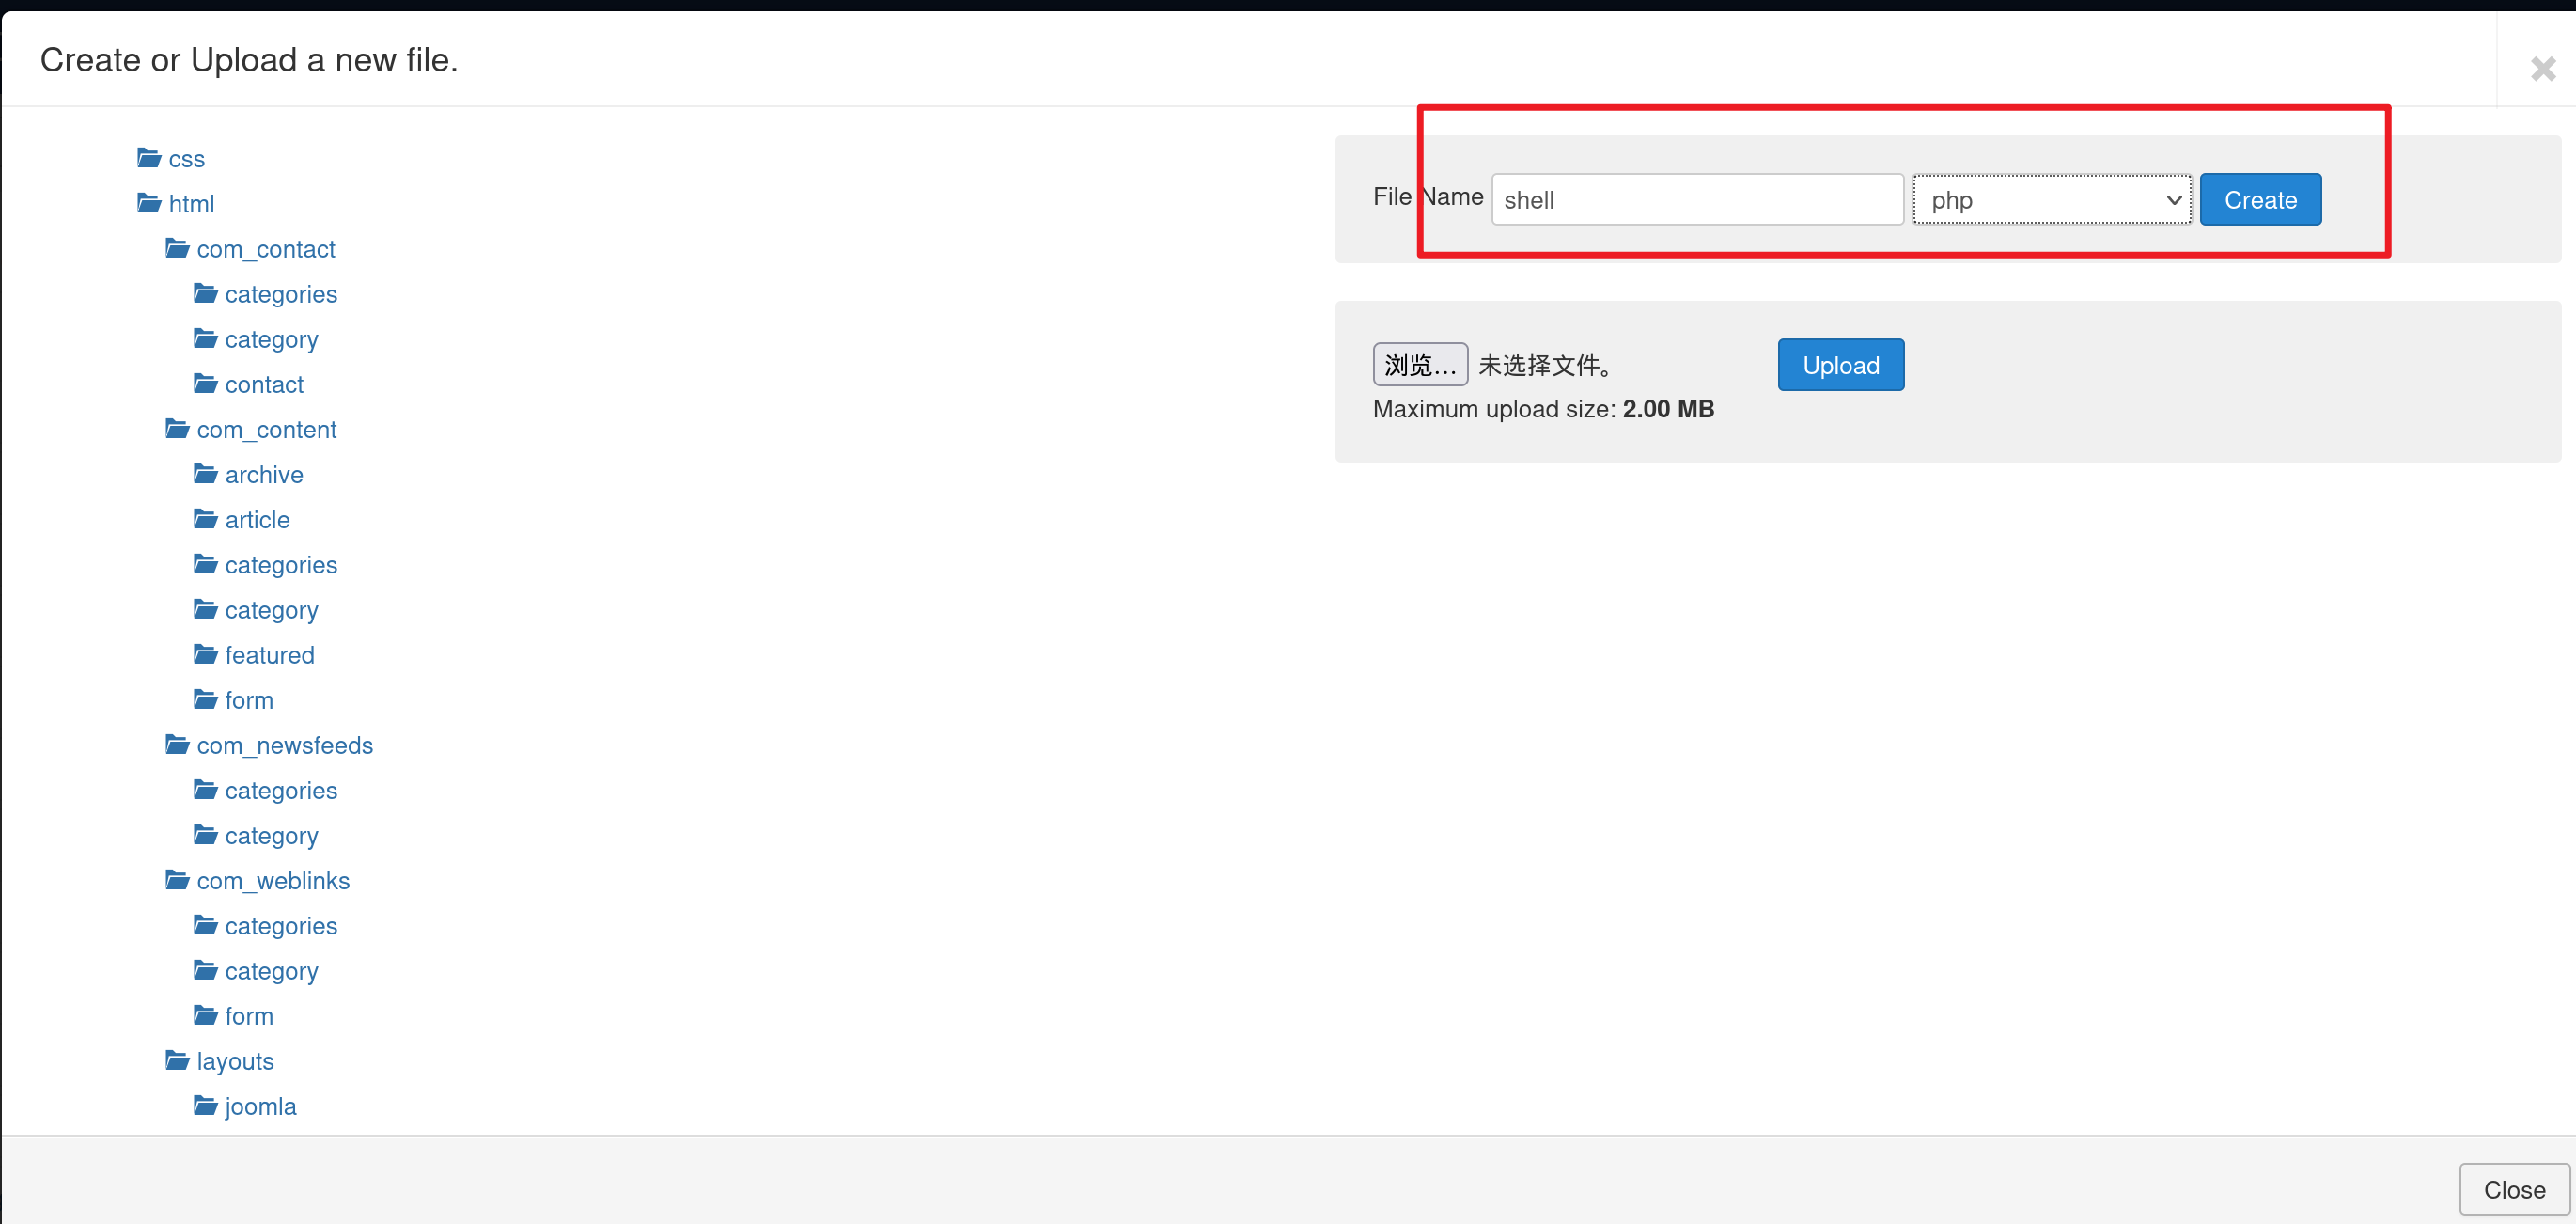 Create or Upload a new file.
css
html
com_contact
categories
category
contact
com_content
archive
article
categories
category
featured
form
com_newsfeeds
categories
category
com_weblinks
categories
category
form
layouts
joomla
File Name shell php Create
浏览... 未选择文件。 Upload
Maximum upload size: 2.00 MB
Close